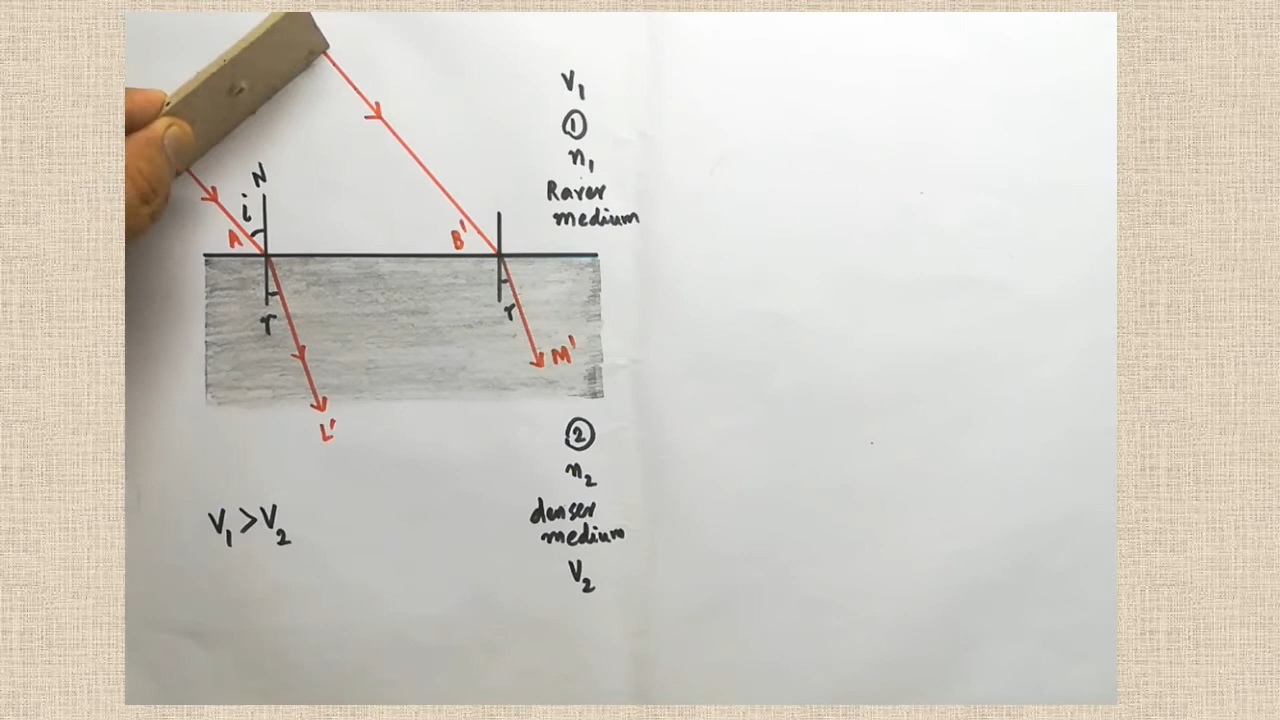 V₁
①
n₁
Rarer
medium
N
i
A
B'
r
r
M'
L'
②
n₂
denser
medium
V₂
V₁ > V₂